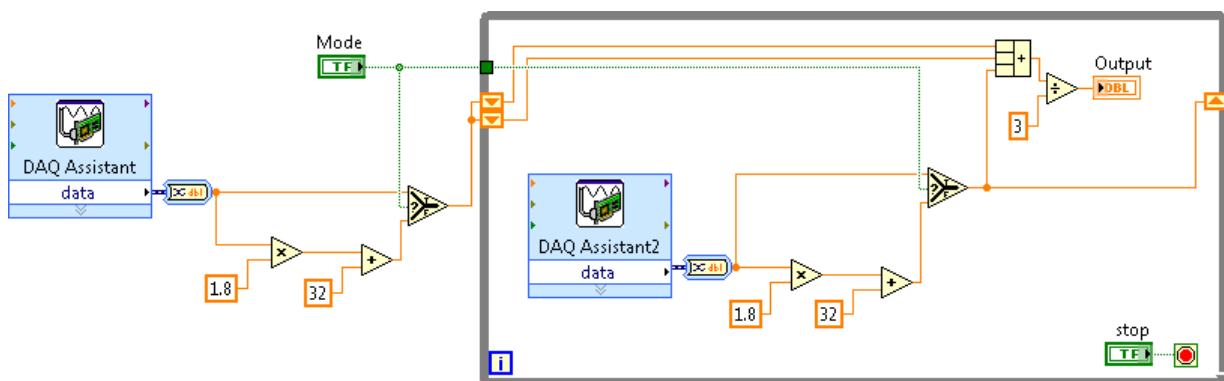 Mode
TF
DAQ Assistant
data
dbl
1.8
x
32
+
?
T
F
DAQ Assistant2
data
dbl
1.8
x
32
+
?
T
F
+
3
÷
Output
DBL
i
stop
TF